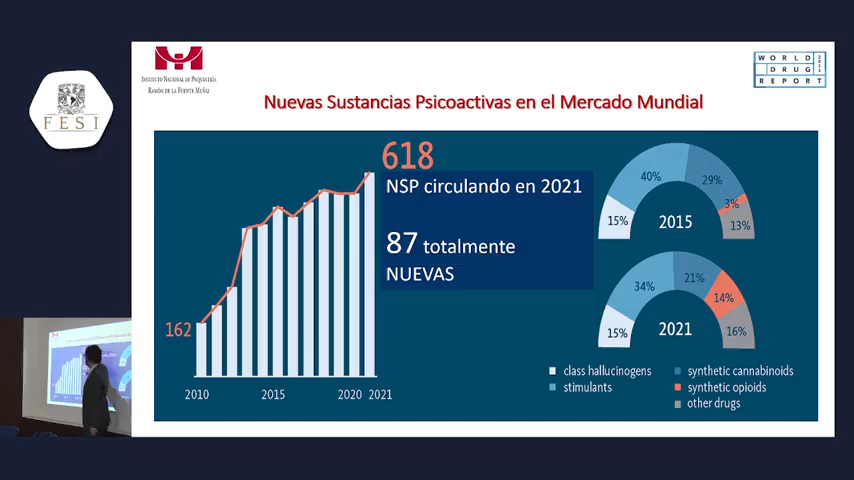 INSTITUTO NACIONAL DE PSIQUIATRÍA
RAMÓN DE LA FUENTE MUÑIZ
WORLD
DRUG
REPORT
2023
FESI
Nuevas Sustancias Psicoactivas en el Mercado Mundial
618
NSP circulando en 2021
87 totalmente
NUEVAS
162
2010
2015
2020
2021
40%
29%
3%
15%
2015
13%
34%
21%
14%
15%
2021
16%
class hallucinogens
synthetic cannabinoids
stimulants
synthetic opioids
other drugs